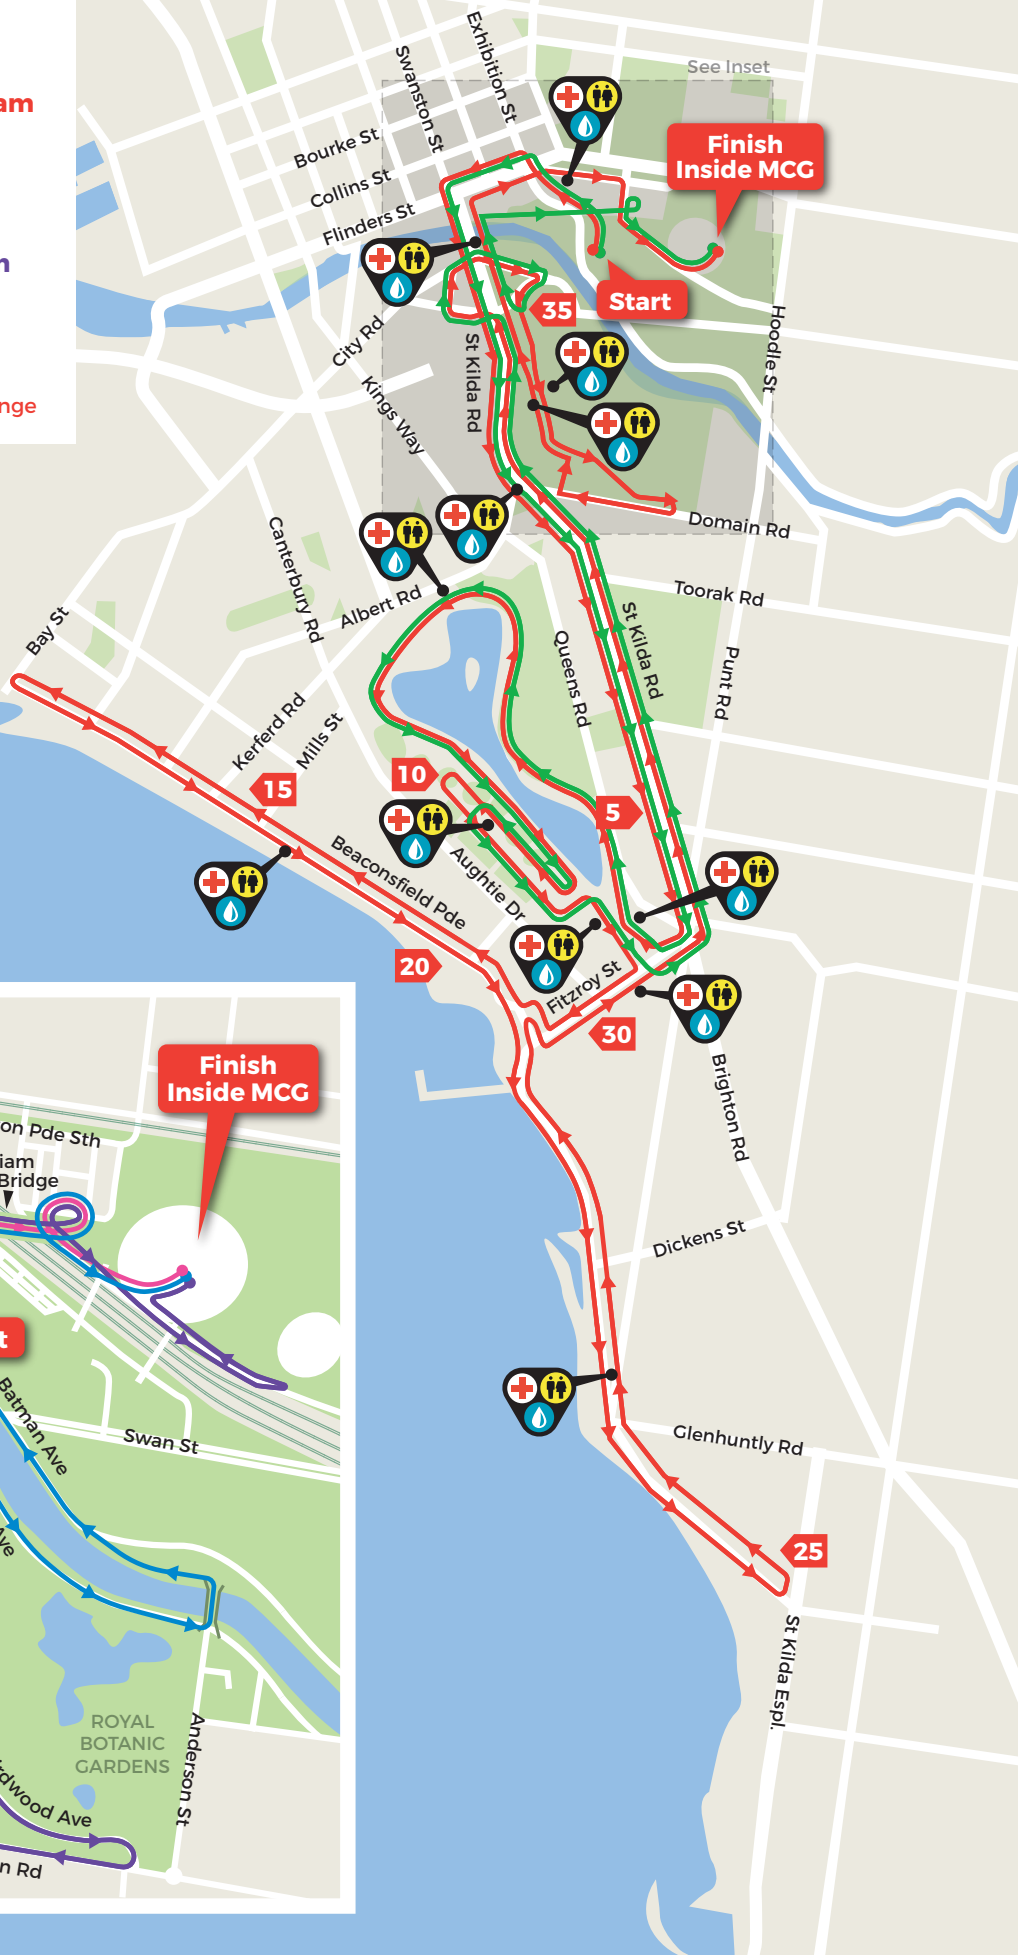 am
n
nge
Exhibition St
Swanston St
See Inset
Bourke St
Collins St
Flinders St
Finish
Inside MCG
Start
35
City Rd
St Kilda Rd
Kings Way
Hoddle St
Domain Rd
Canterbury Rd
Albert Rd
Toorak Rd
Bay St
St Kilda Rd
Queens Rd
Punt Rd
Kerferd Rd
Mills St
10
15
5
Beaconsfield Pde
Aughtie Dr
20
Fitzroy St
30
Brighton Rd
Dickens St
Glenhuntly Rd
25
St Kilda Espl.
Finish
Inside MCG
on Pde Sth
iam
Bridge
t
Batman Ave
Swan St
Ave
ROYAL
BOTANIC
GARDENS
Anderson St
rdwood Ave
n Rd